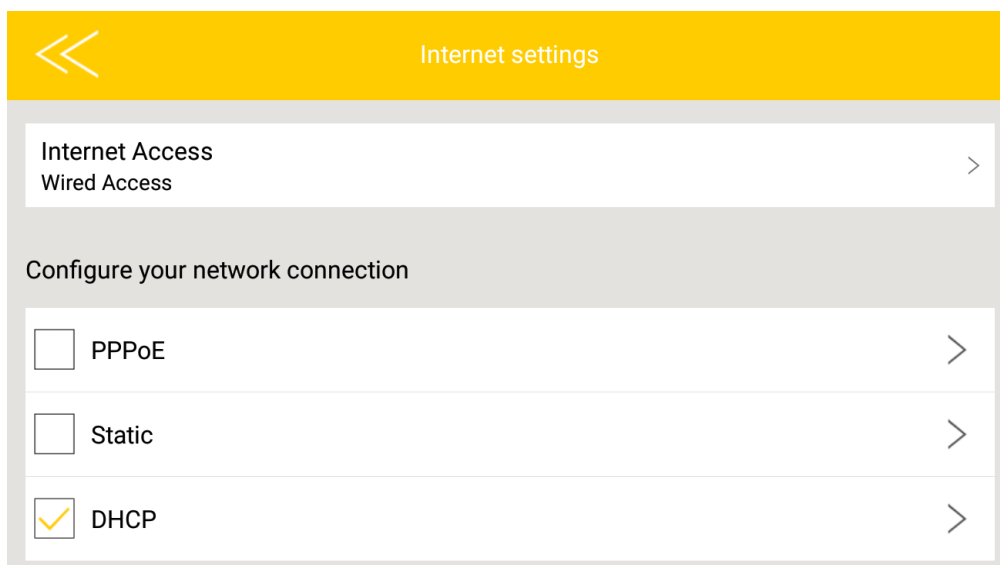 Internet settings
Internet Access
Wired Access
Configure your network connection
PPPoE
Static
DHCP